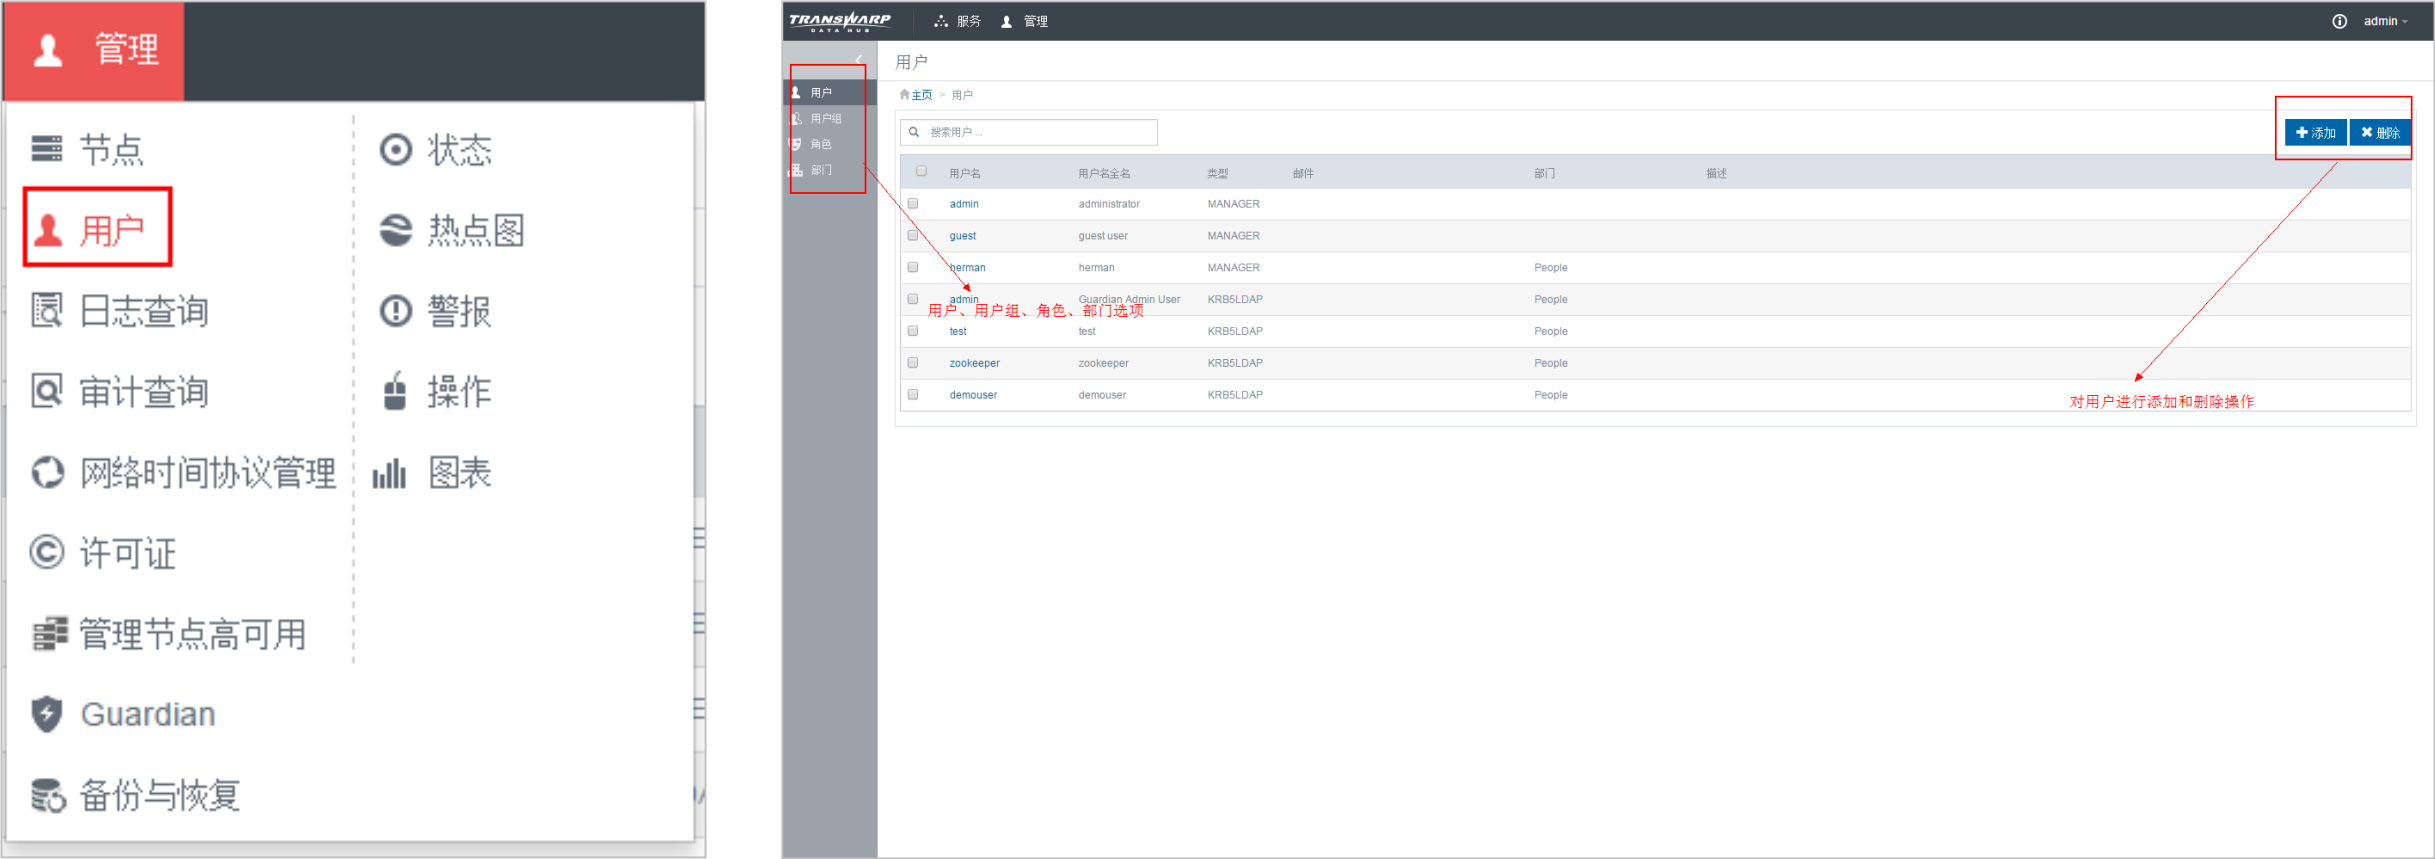 管理
节点
状态
用户
热点图
日志查询
警报
审计查询
操作
网络时间协议管理
图表
许可证
管理节点高可用
Guardian
备份与恢复
TRANSWARP
DATA HUB
服务
管理
admin
用户
用户
用户组
角色
部门
主页 > 用户
搜索用户 ...
添加
删除
用户名 用户名全名 类型 邮件 部门 描述
admin administrator MANAGER
guest guest user MANAGER
herman herman MANAGER People
admin Guardian Admin User KRB5LDAP People
用户、用户组、角色、部门选项
test test KRB5LDAP People
zookeeper zookeeper KRB5LDAP People
demouser demouser KRB5LDAP People
对用户进行添加和删除操作